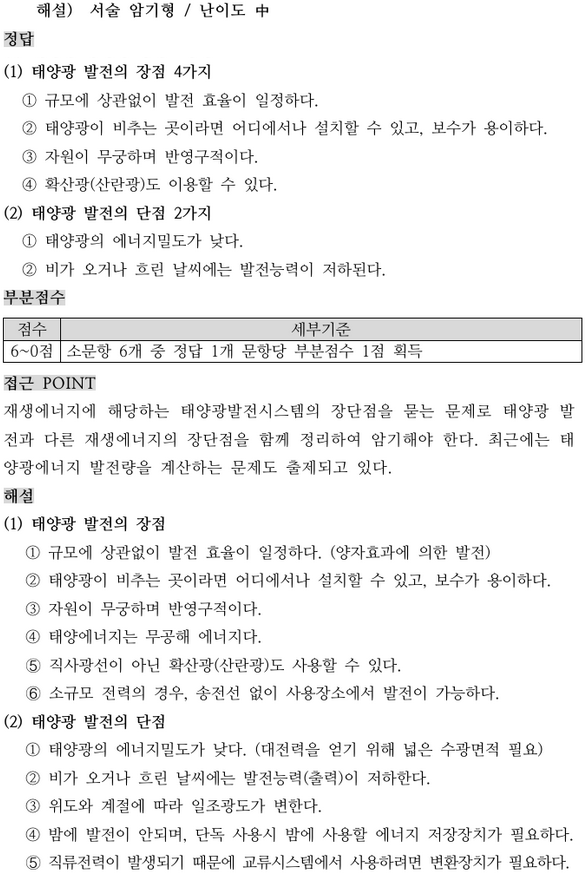 해설) 서술 암기형 / 난이도 中
정답
(1) 태양광 발전의 장점 4가지
① 규모에 상관없이 발전 효율이 일정하다.
② 태양광이 비추는 곳이라면 어디에서나 설치할 수 있고, 보수가 용이하다.
③ 자원이 무궁하며 반영구적이다.
④ 확산광(산란광)도 이용할 수 있다.
(2) 태양광 발전의 단점 2가지
① 태양광의 에너지밀도가 낮다.
② 비가 오거나 흐린 날씨에는 발전능력이 저하된다.
부분점수
점수 세부기준
6~0점 소문항 6개 중 정답 1개 문항당 부분점수 1점 획득
접근 POINT
재생에너지에 해당하는 태양광발전시스템의 장단점을 묻는 문제로 태양광 발
전과 다른 재생에너지의 장단점을 함께 정리하여 암기해야 한다. 최근에는 태
양광에너지 발전량을 계산하는 문제도 출제되고 있다.
해설
(1) 태양광 발전의 장점
① 규모에 상관없이 발전 효율이 일정하다. (양자효과에 의한 발전)
② 태양광이 비추는 곳이라면 어디에서나 설치할 수 있고, 보수가 용이하다.
③ 자원이 무궁하며 반영구적이다.
④ 태양에너지는 무공해 에너지다.
⑤ 직사광선이 아닌 확산광(산란광)도 사용할 수 있다.
⑥ 소규모 전력의 경우, 송전선 없이 사용장소에서 발전이 가능하다.
(2) 태양광 발전의 단점
① 태양광의 에너지밀도가 낮다. (대전력을 얻기 위해 넓은 수광면적 필요)
② 비가 오거나 흐린 날씨에는 발전능력(출력)이 저하한다.
③ 위도와 계절에 따라 일조광도가 변한다.
④ 밤에 발전이 안되며, 단독 사용시 밤에 사용할 에너지 저장장치가 필요하다.
⑤ 직류전력이 발생되기 때문에 교류시스템에서 사용하려면 변환장치가 필요하다.